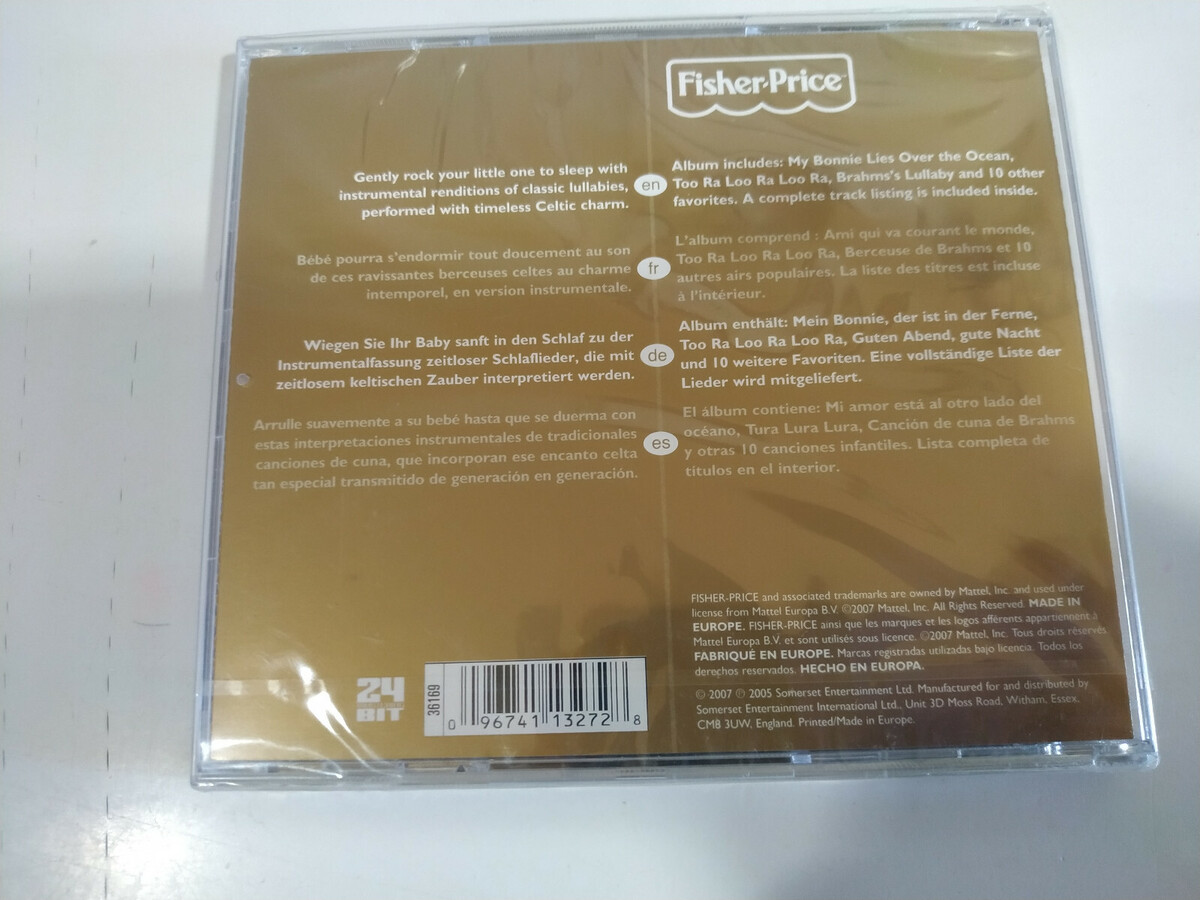 Fisher-Price
Gently rock your little one to sleep with
instrumental renditions of classic lullabies,
performed with timeless Celtic charm.
en
Album includes: My Bonnie Lies Over the Ocean,
Too Ra Loo Ra Loo Ra, Brahms's Lullaby and 10 other
favorites. A complete track listing is included inside.
Bébé pourra s'endormir tout doucement au son
de ces ravissantes berceuses celtes au charme
intemporel, en version instrumentale.
fr
L'album comprend : Ami qui va courant le monde,
Too Ra Loo Ra Loo Ra, Berceuse de Brahms et 10
autres airs populaires. La liste des titres est incluse
à l'intérieur.
Wiegen Sie Ihr Baby sanft in den Schlaf zu der
Instrumentalfassung zeitloser Schlaflieder, die mit
zeitlosem keltischen Zauber interpretiert werden.
de
Album enthält: Mein Bonnie, der ist in der Ferne,
Too Ra Loo Ra Loo Ra, Guten Abend, gute Nacht
und 10 weitere Favoriten. Eine vollständige Liste der
Lieder wird mitgeliefert.
Arrulle suavemente a su bebé hasta que se duerma con
estas interpretaciones instrumentales de tradicionales
canciones de cuna, que incorporan ese encanto celta
tan especial transmitido de generación en generación.
es
El álbum contiene: Mi amor está al otro lado del
océano, Tura Lura Lura, Canción de cuna de Brahms
y otras 10 canciones infantiles. Lista completa de
títulos en el interior.
FISHER-PRICE and associated trademarks are owned by Mattel, Inc. and used under
license from Mattel Europa B.V. ©2007 Mattel, Inc. All Rights Reserved. MADE IN
EUROPE. FISHER-PRICE ainsi que les marques et les logos afférents appartiennent à
Mattel Europa B.V. et sont utilisés sous licence. ©2007 Mattel, Inc. Tous droits réservés.
FABRIQUÉ EN EUROPE. Marcas registradas utilizadas bajo licencia. Todos los
derechos reservados. HECHO EN EUROPA.
© 2007 ℗ 2005 Somerset Entertainment Ltd. Manufactured for and distributed by
Somerset Entertainment International Ltd., Unit 3D Moss Road, Witham, Essex,
CM8 3UW, England. Printed/Made in Europe.
24
BIT
36169
0 96741 13272 8